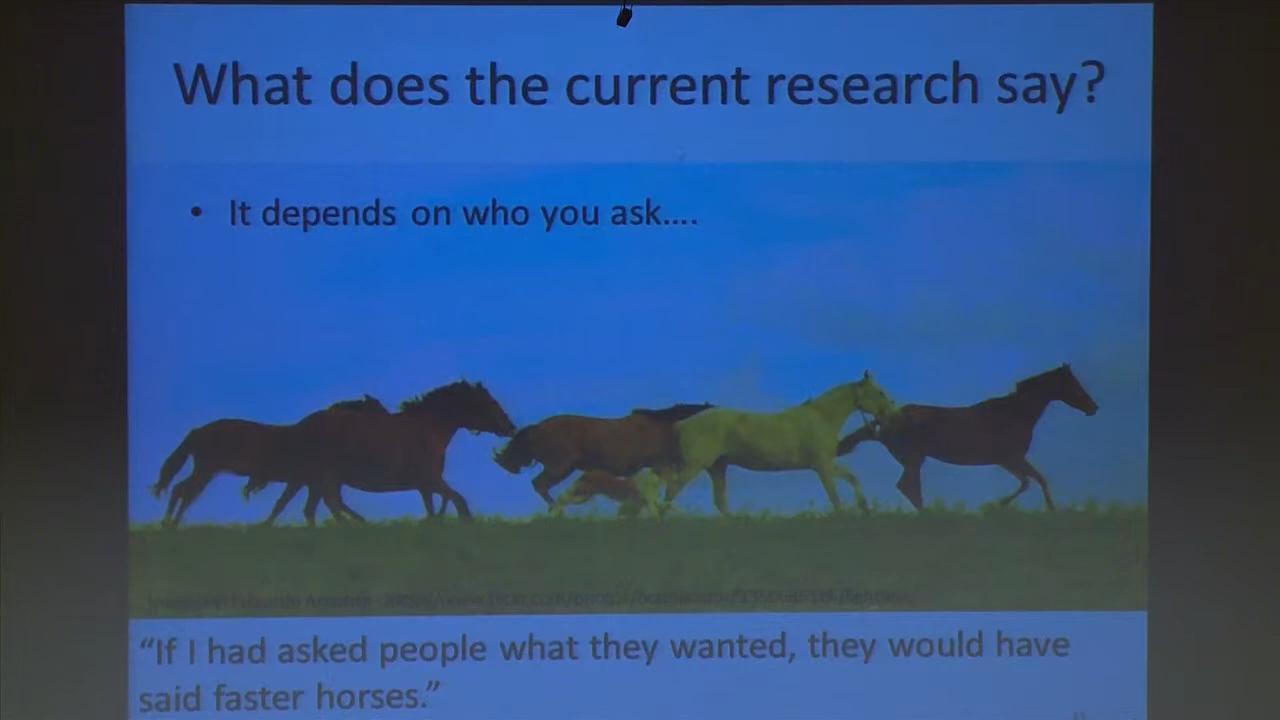 What does the current research say?
• It depends on who you ask....
“If I had asked people what they wanted, they would have
said faster horses.”